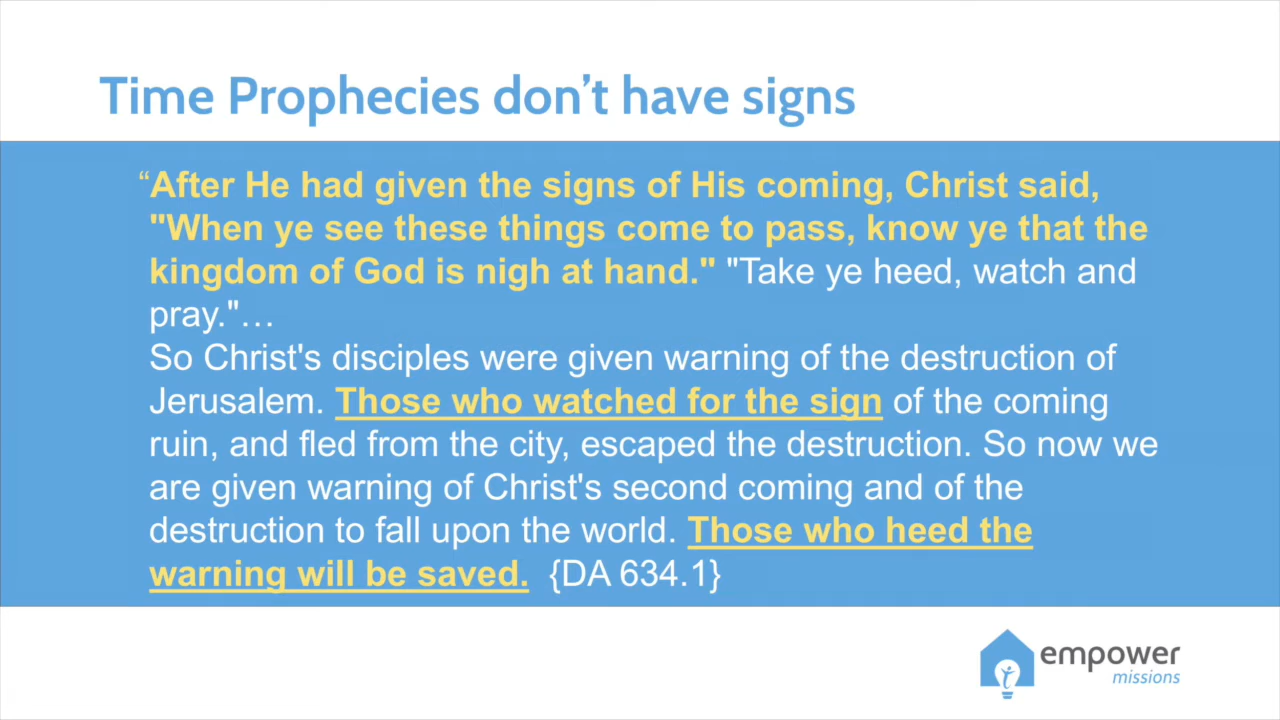 Time Prophecies don’t have signs
“After He had given the signs of His coming, Christ said,
"When ye see these things come to pass, know ye that the
kingdom of God is nigh at hand." "Take ye heed, watch and
pray."…
So Christ's disciples were given warning of the destruction of
Jerusalem. Those who watched for the sign of the coming
ruin, and fled from the city, escaped the destruction. So now we
are given warning of Christ's second coming and of the
destruction to fall upon the world. Those who heed the
warning will be saved.  {DA 634.1}
empower
missions